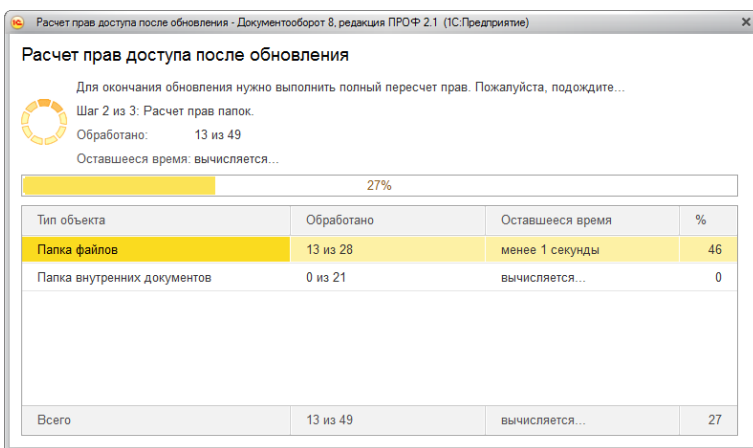 1С Расчет прав доступа после обновления - Документооборот 8, редакция ПРОФ 2.1 (1С:Предприятие)
Расчет прав доступа после обновления
Для окончания обновления нужно выполнить полный пересчет прав. Пожалуйста, подождите...
Шаг 2 из 3: Расчет прав папок.
Обработано: 13 из 49
Оставшееся время: вычисляется...
27%
Тип объекта Обработано Оставшееся время %
Папка файлов 13 из 28 менее 1 секунды 46
Папка внутренних документов 0 из 21 вычисляется... 0
Всего 13 из 49 вычисляется... 27